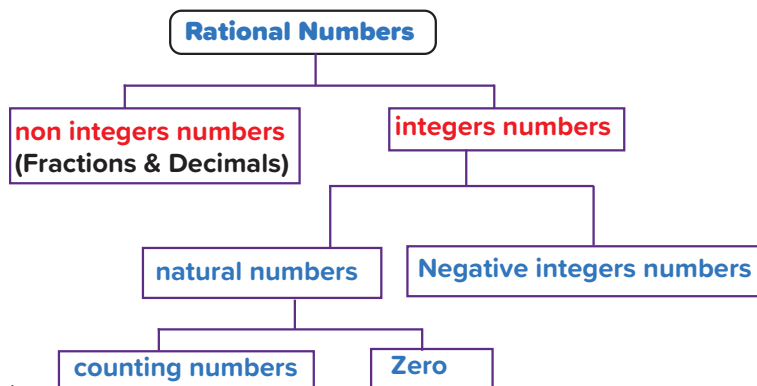 Rational Numbers
non integers numbers
(Fractions & Decimals)
integers numbers
natural numbers
Negative integers numbers
counting numbers
Zero